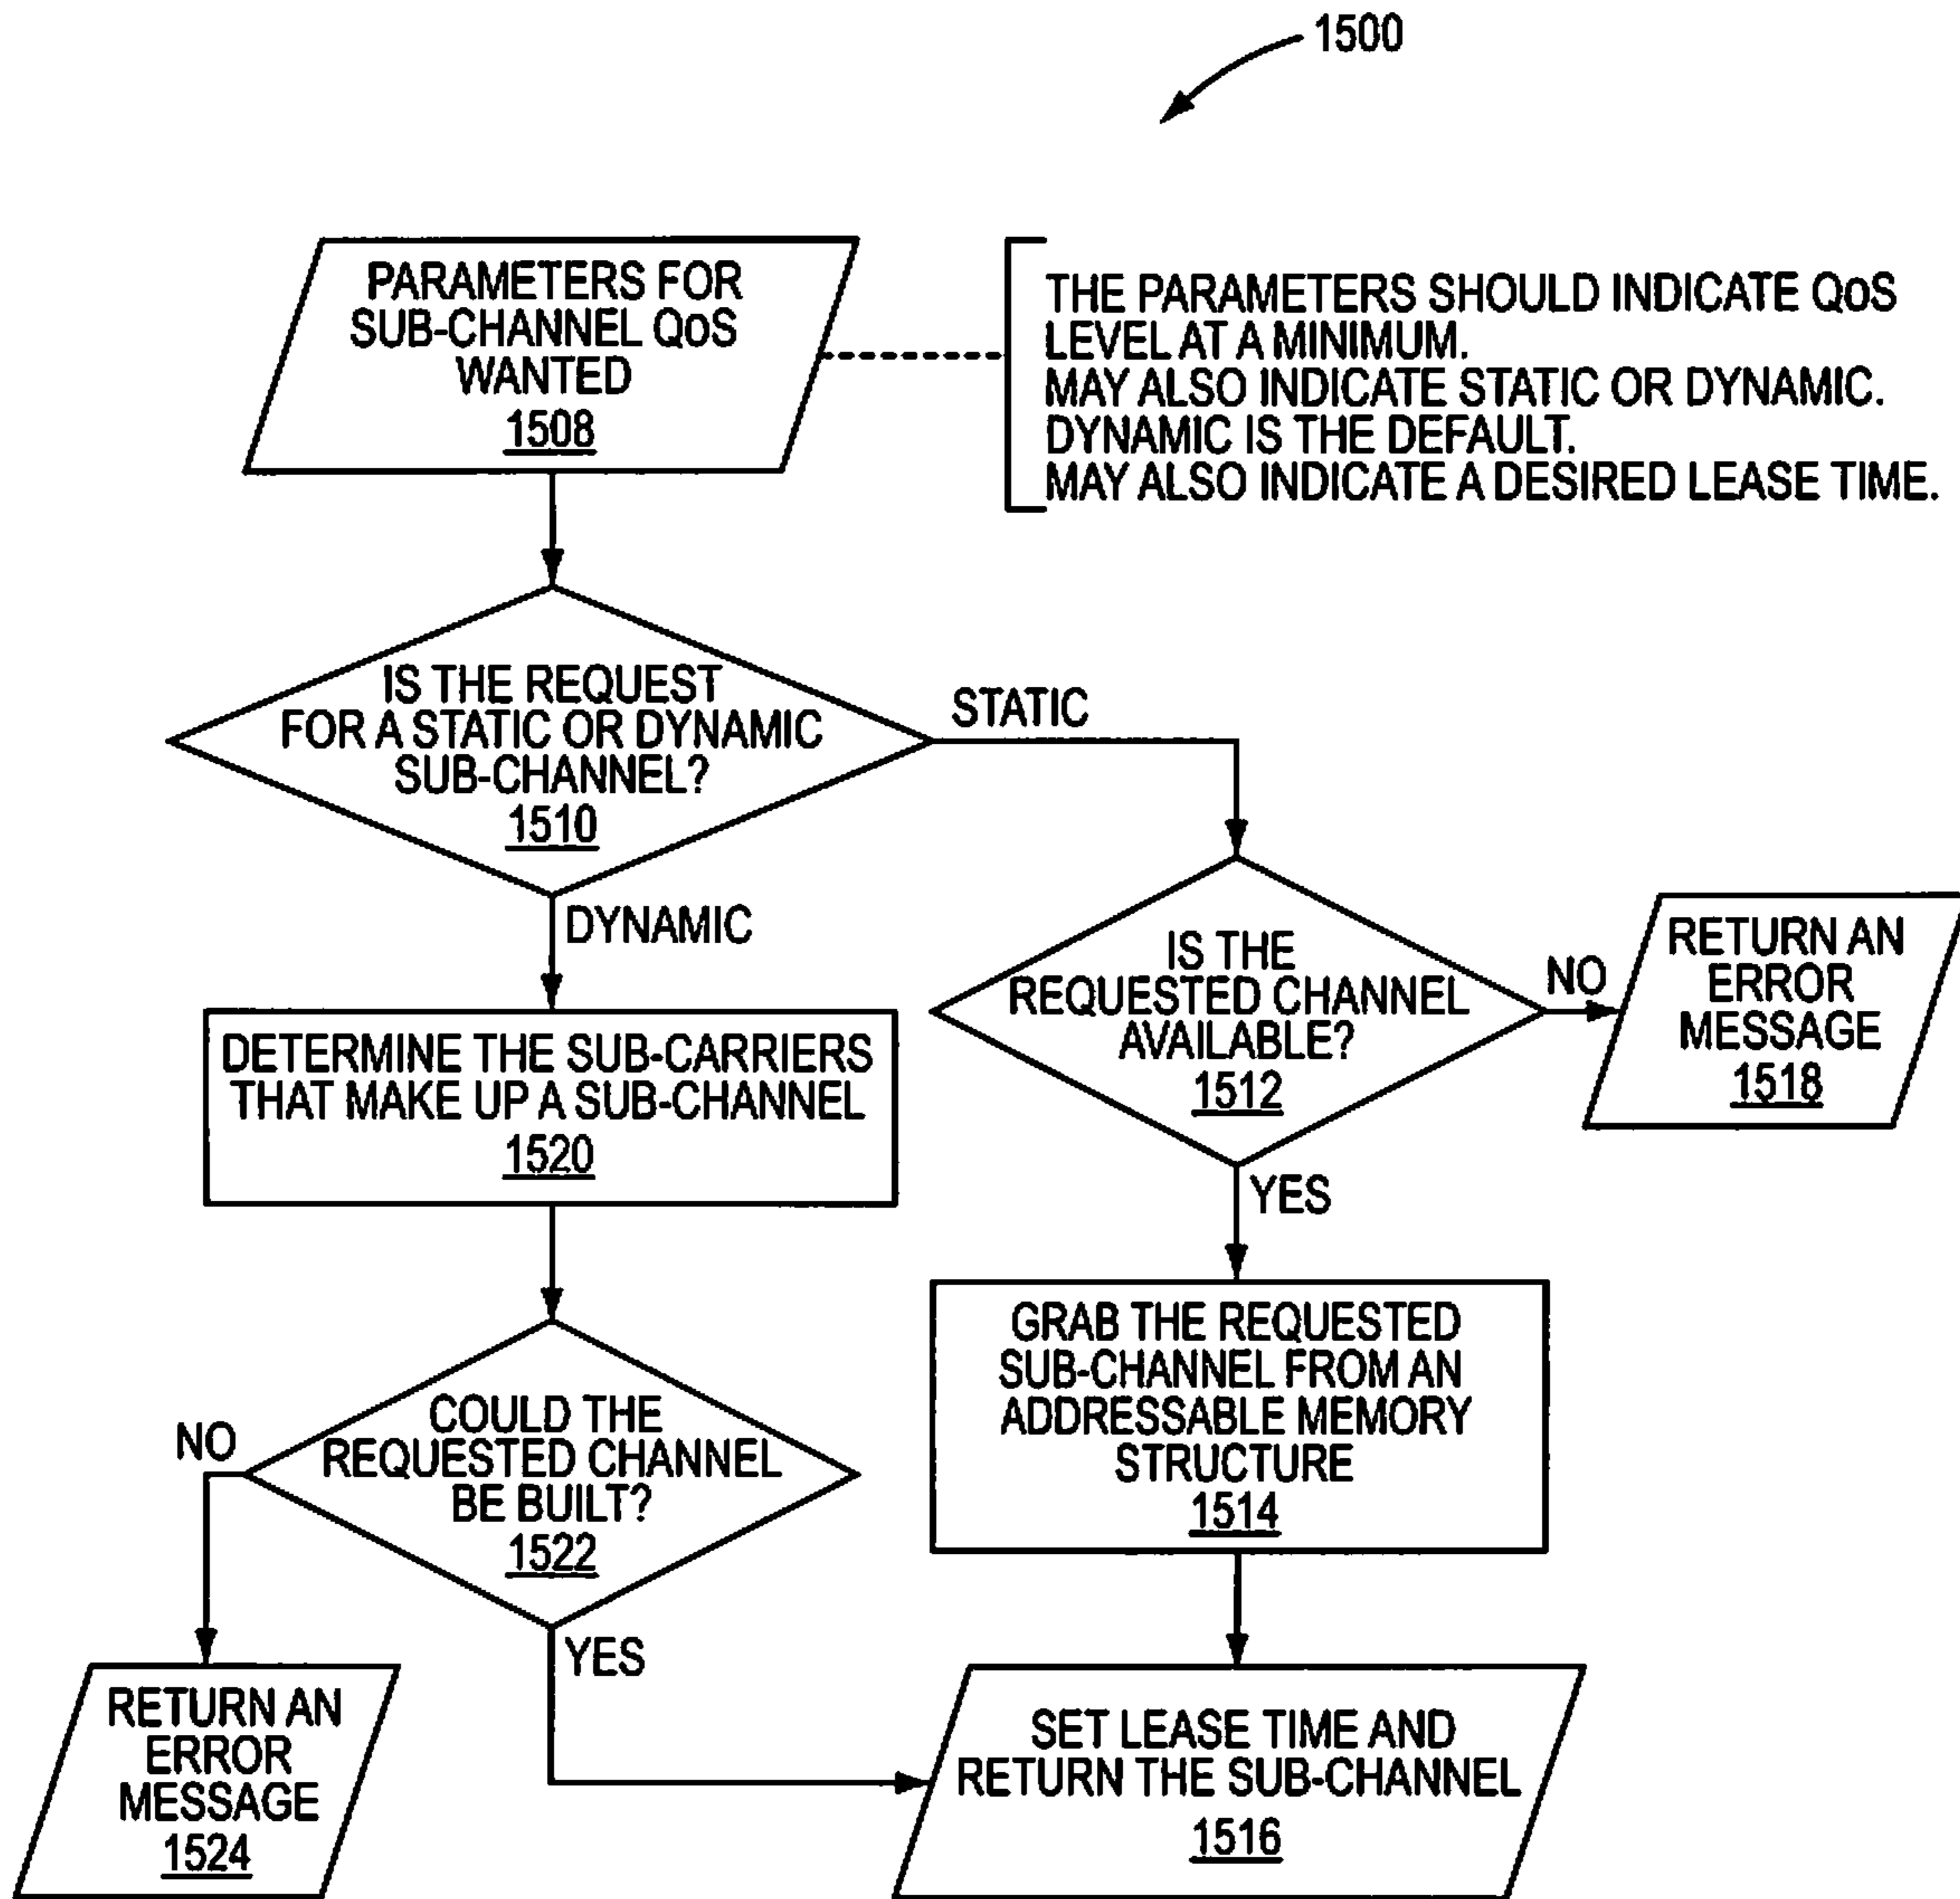 1500
PARAMETERS FOR
SUB-CHANNEL QoS
WANTED
1508
THE PARAMETERS SHOULD INDICATE QoS
LEVEL AT A MINIMUM.
MAY ALSO INDICATE STATIC OR DYNAMIC.
DYNAMIC IS THE DEFAULT.
MAY ALSO INDICATE A DESIRED LEASE TIME.
IS THE REQUEST
FOR A STATIC OR DYNAMIC
SUB-CHANNEL?
1510
STATIC
DYNAMIC
IS THE
REQUESTED CHANNEL
AVAILABLE?
1512
NO
RETURN AN
ERROR
MESSAGE
1518
DETERMINE THE SUB-CARRIERS
THAT MAKE UP A SUB-CHANNEL
1520
YES
GRAB THE REQUESTED
SUB-CHANNEL FROM AN
ADDRESSABLE MEMORY
STRUCTURE
1514
COULD THE
REQUESTED CHANNEL
BE BUILT?
1522
NO
YES
RETURN AN
ERROR
MESSAGE
1524
SET LEASE TIME AND
RETURN THE SUB-CHANNEL
1516